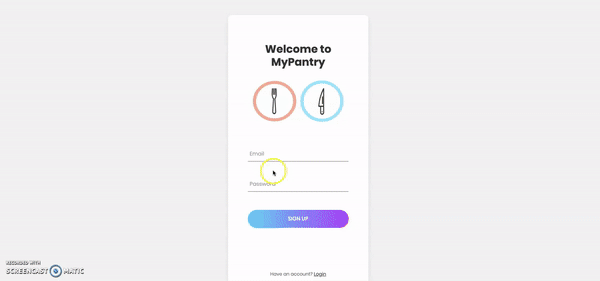 Welcome to
MyPantry
Email
Password
SIGN UP
Have an account? Login
RECORDED WITH
SCREENCAST MATIC